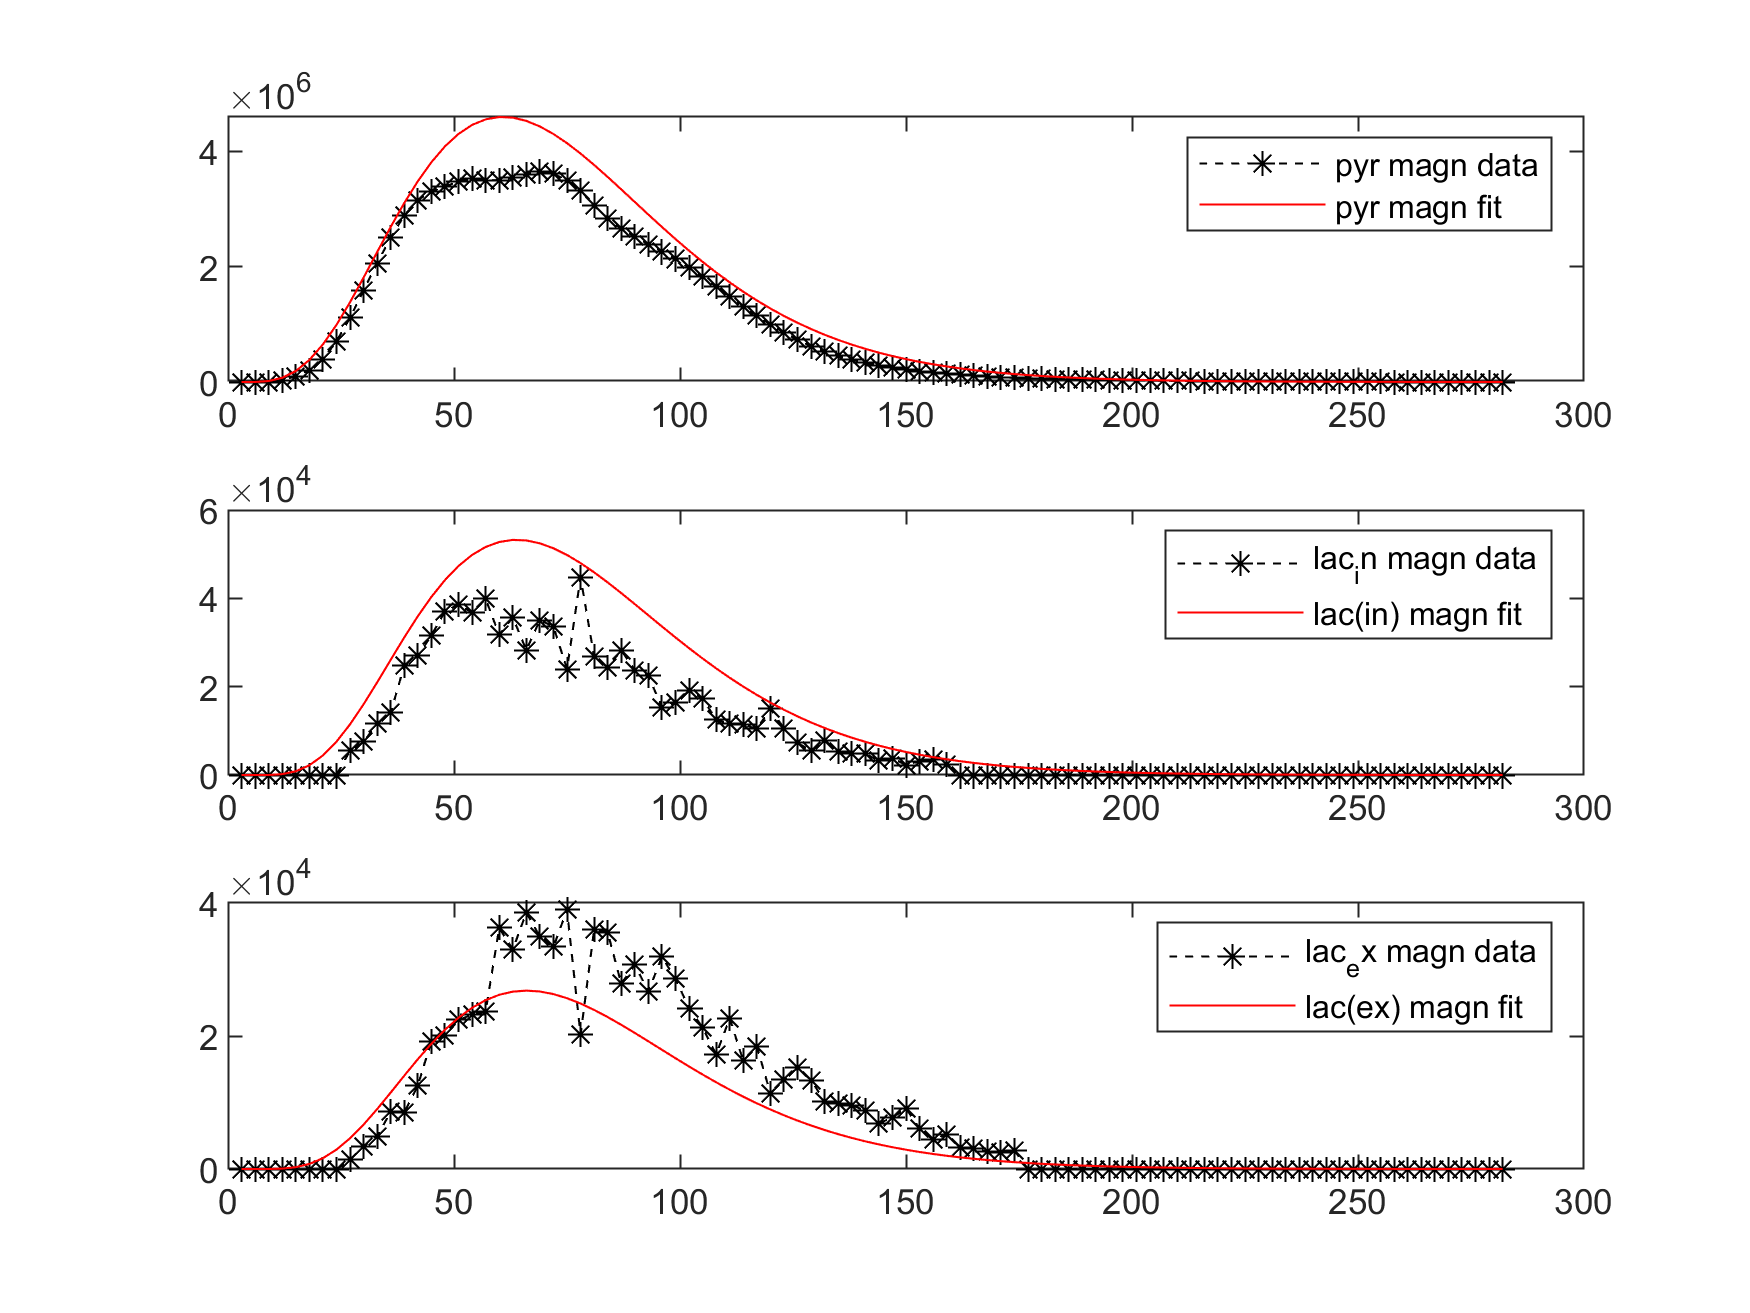 ×10^6
4
2
0
0 50 100 150 200 250 300
pyr magn data
pyr magn fit
×10^4
6
4
2
0
0 50 100 150 200 250 300
lac_in magn data
lac(in) magn fit
×10^4
4
2
0
0 50 100 150 200 250 300
lac_ex magn data
lac(ex) magn fit